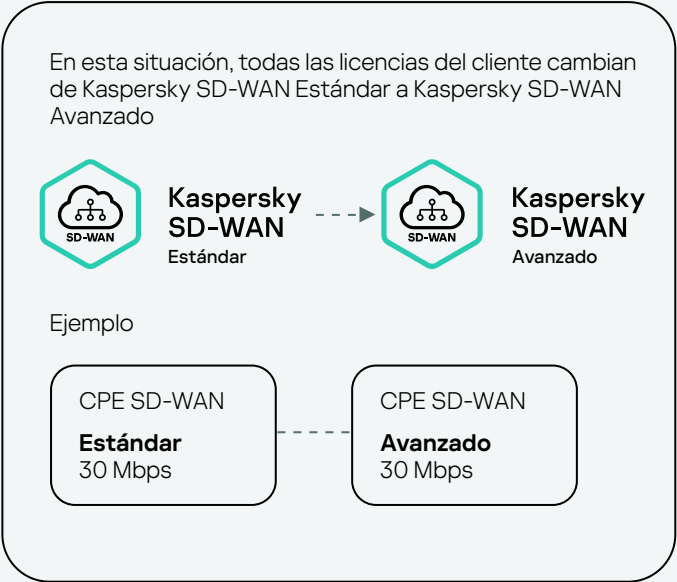 En esta situación, todas las licencias del cliente cambian
de Kaspersky SD-WAN Estándar a Kaspersky SD-WAN
Avanzado
SD-WAN
Kaspersky
SD-WAN
Estándar
SD-WAN
Kaspersky
SD-WAN
Avanzado
Ejemplo
CPE SD-WAN
Estándar
30 Mbps
CPE SD-WAN
Avanzado
30 Mbps